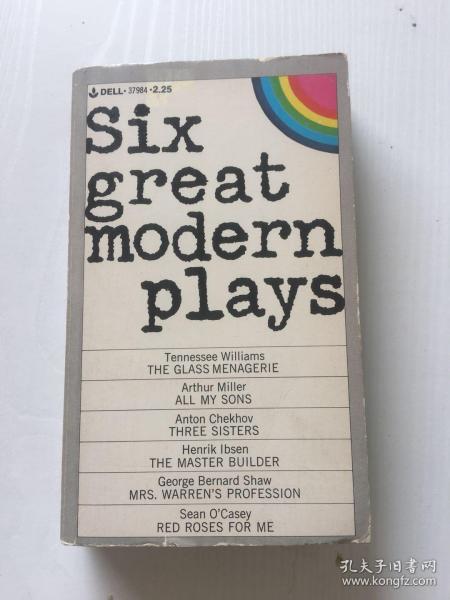 DELL • 37984 • 2.25
Six
great
modern
plays
Tennessee Williams
THE GLASS MENAGERIE
Arthur Miller
ALL MY SONS
Anton Chekhov
THREE SISTERS
Henrik Ibsen
THE MASTER BUILDER
George Bernard Shaw
MRS. WARREN'S PROFESSION
Sean O'Casey
RED ROSES FOR ME
孔夫子旧书网
www.kongfz.com